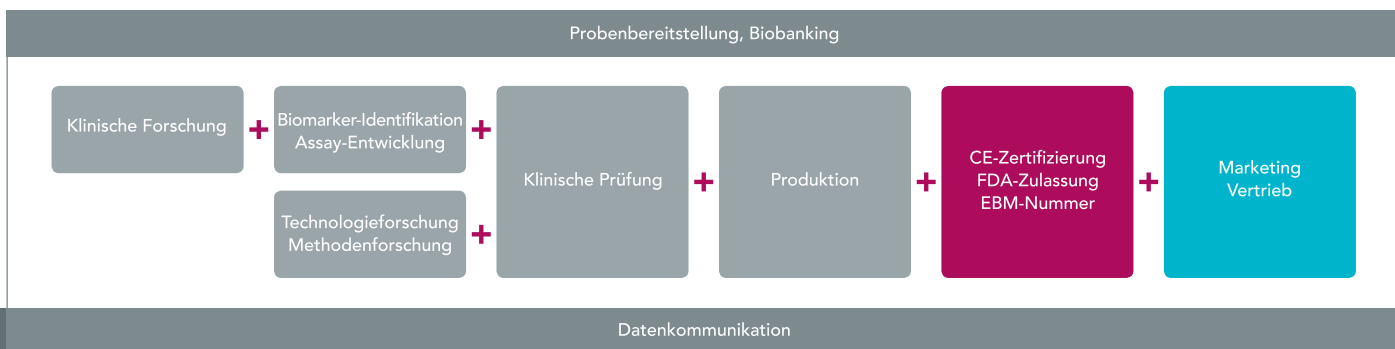 Probenbereitstellung, Biobanking
Klinische Forschung
+
Biomarker-Identifikation
Assay-Entwicklung
+
Technologieforschung
Methodenforschung
+
Klinische Prüfung
+
Produktion
+
CE-Zertifizierung
FDA-Zulassung
EBM-Nummer
+
Marketing
Vertrieb
Datenkommunikation